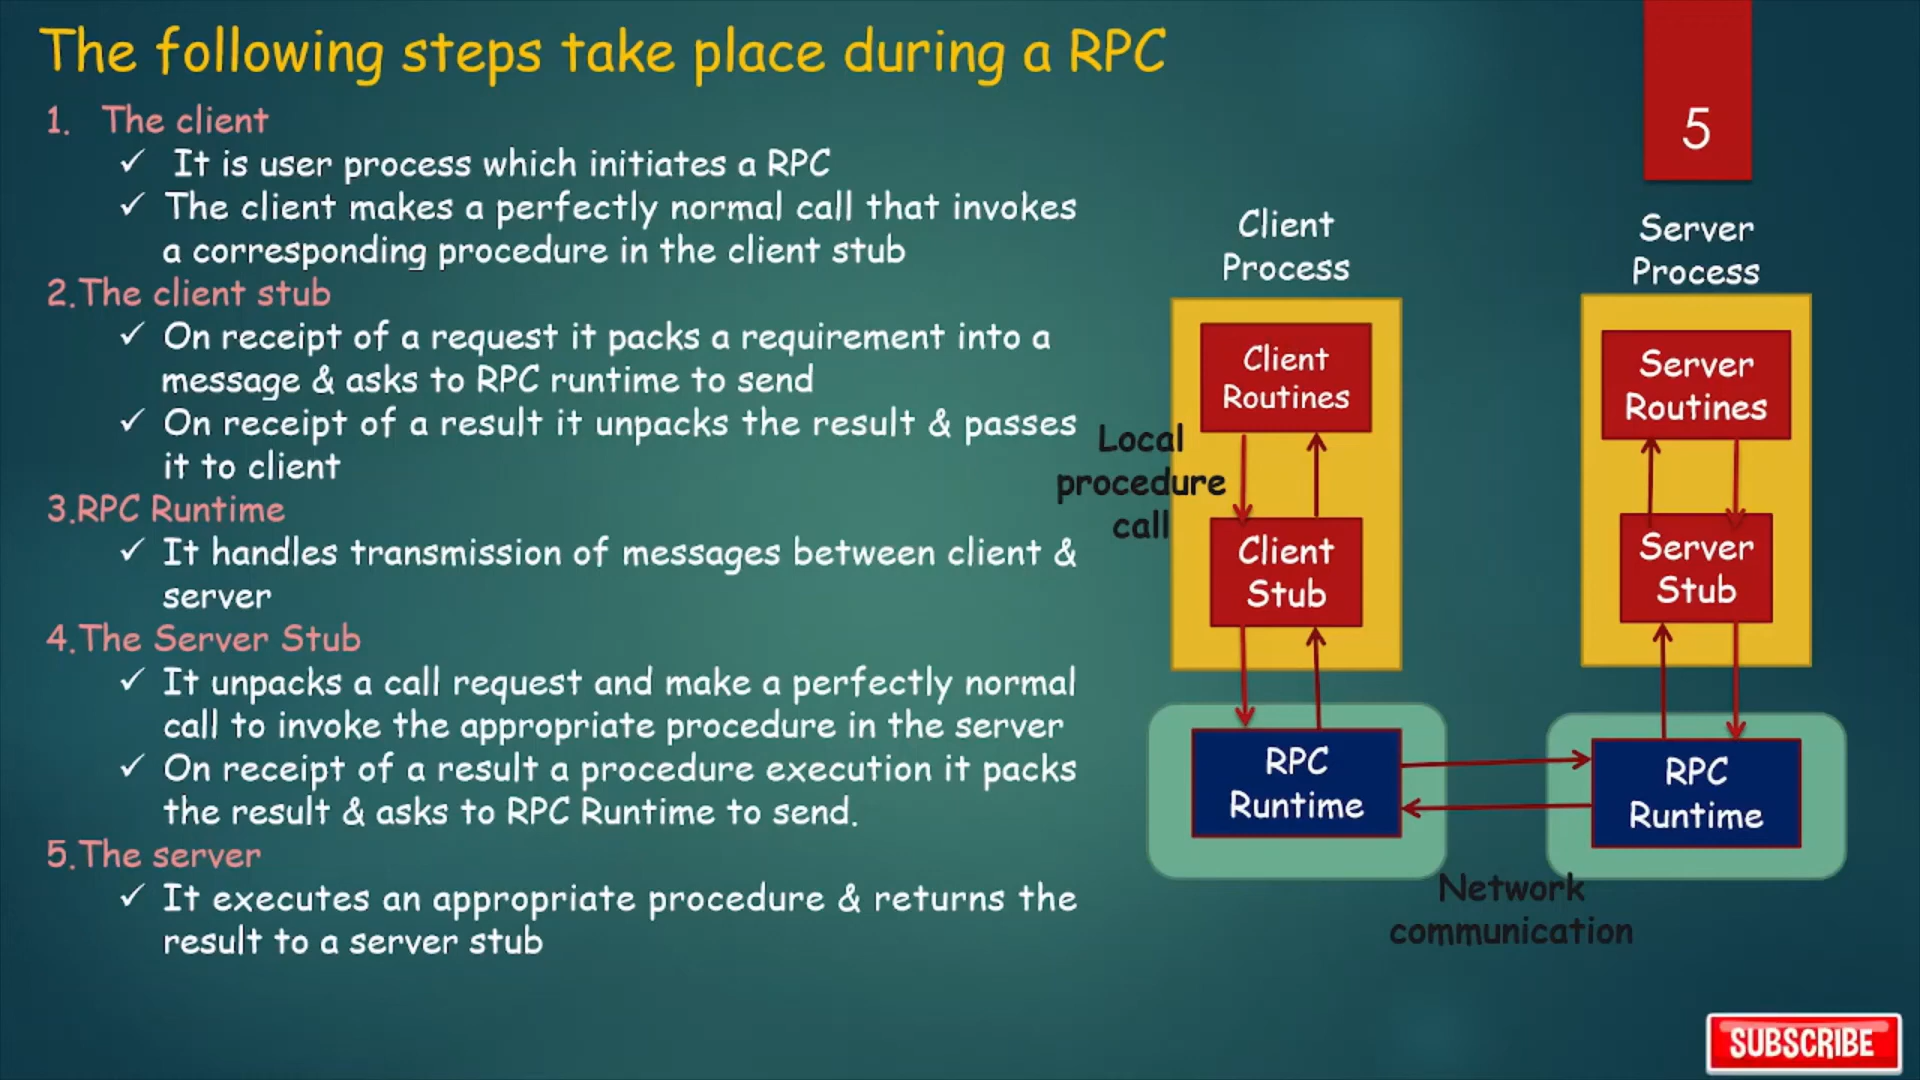 The following steps take place during a RPC
5
1. The client
✓ It is user process which initiates a RPC
✓ The client makes a perfectly normal call that invokes
a corresponding procedure in the client stub
2.The client stub
✓ On receipt of a request it packs a requirement into a
message & asks to RPC runtime to send
✓ On receipt of a result it unpacks the result & passes
it to client
3.RPC Runtime
✓ It handles transmission of messages between client &
server
4.The Server Stub
✓ It unpacks a call request and make a perfectly normal
call to invoke the appropriate procedure in the server
✓ On receipt of a result a procedure execution it packs
the result & asks to RPC Runtime to send.
5.The server
✓ It executes an appropriate procedure & returns the
result to a server stub
Client
Process
Client
Routines
Local
procedure
call
Client
Stub
RPC
Runtime
Server
Process
Server
Routines
Server
Stub
RPC
Runtime
Network
communication
SUBSCRIBE